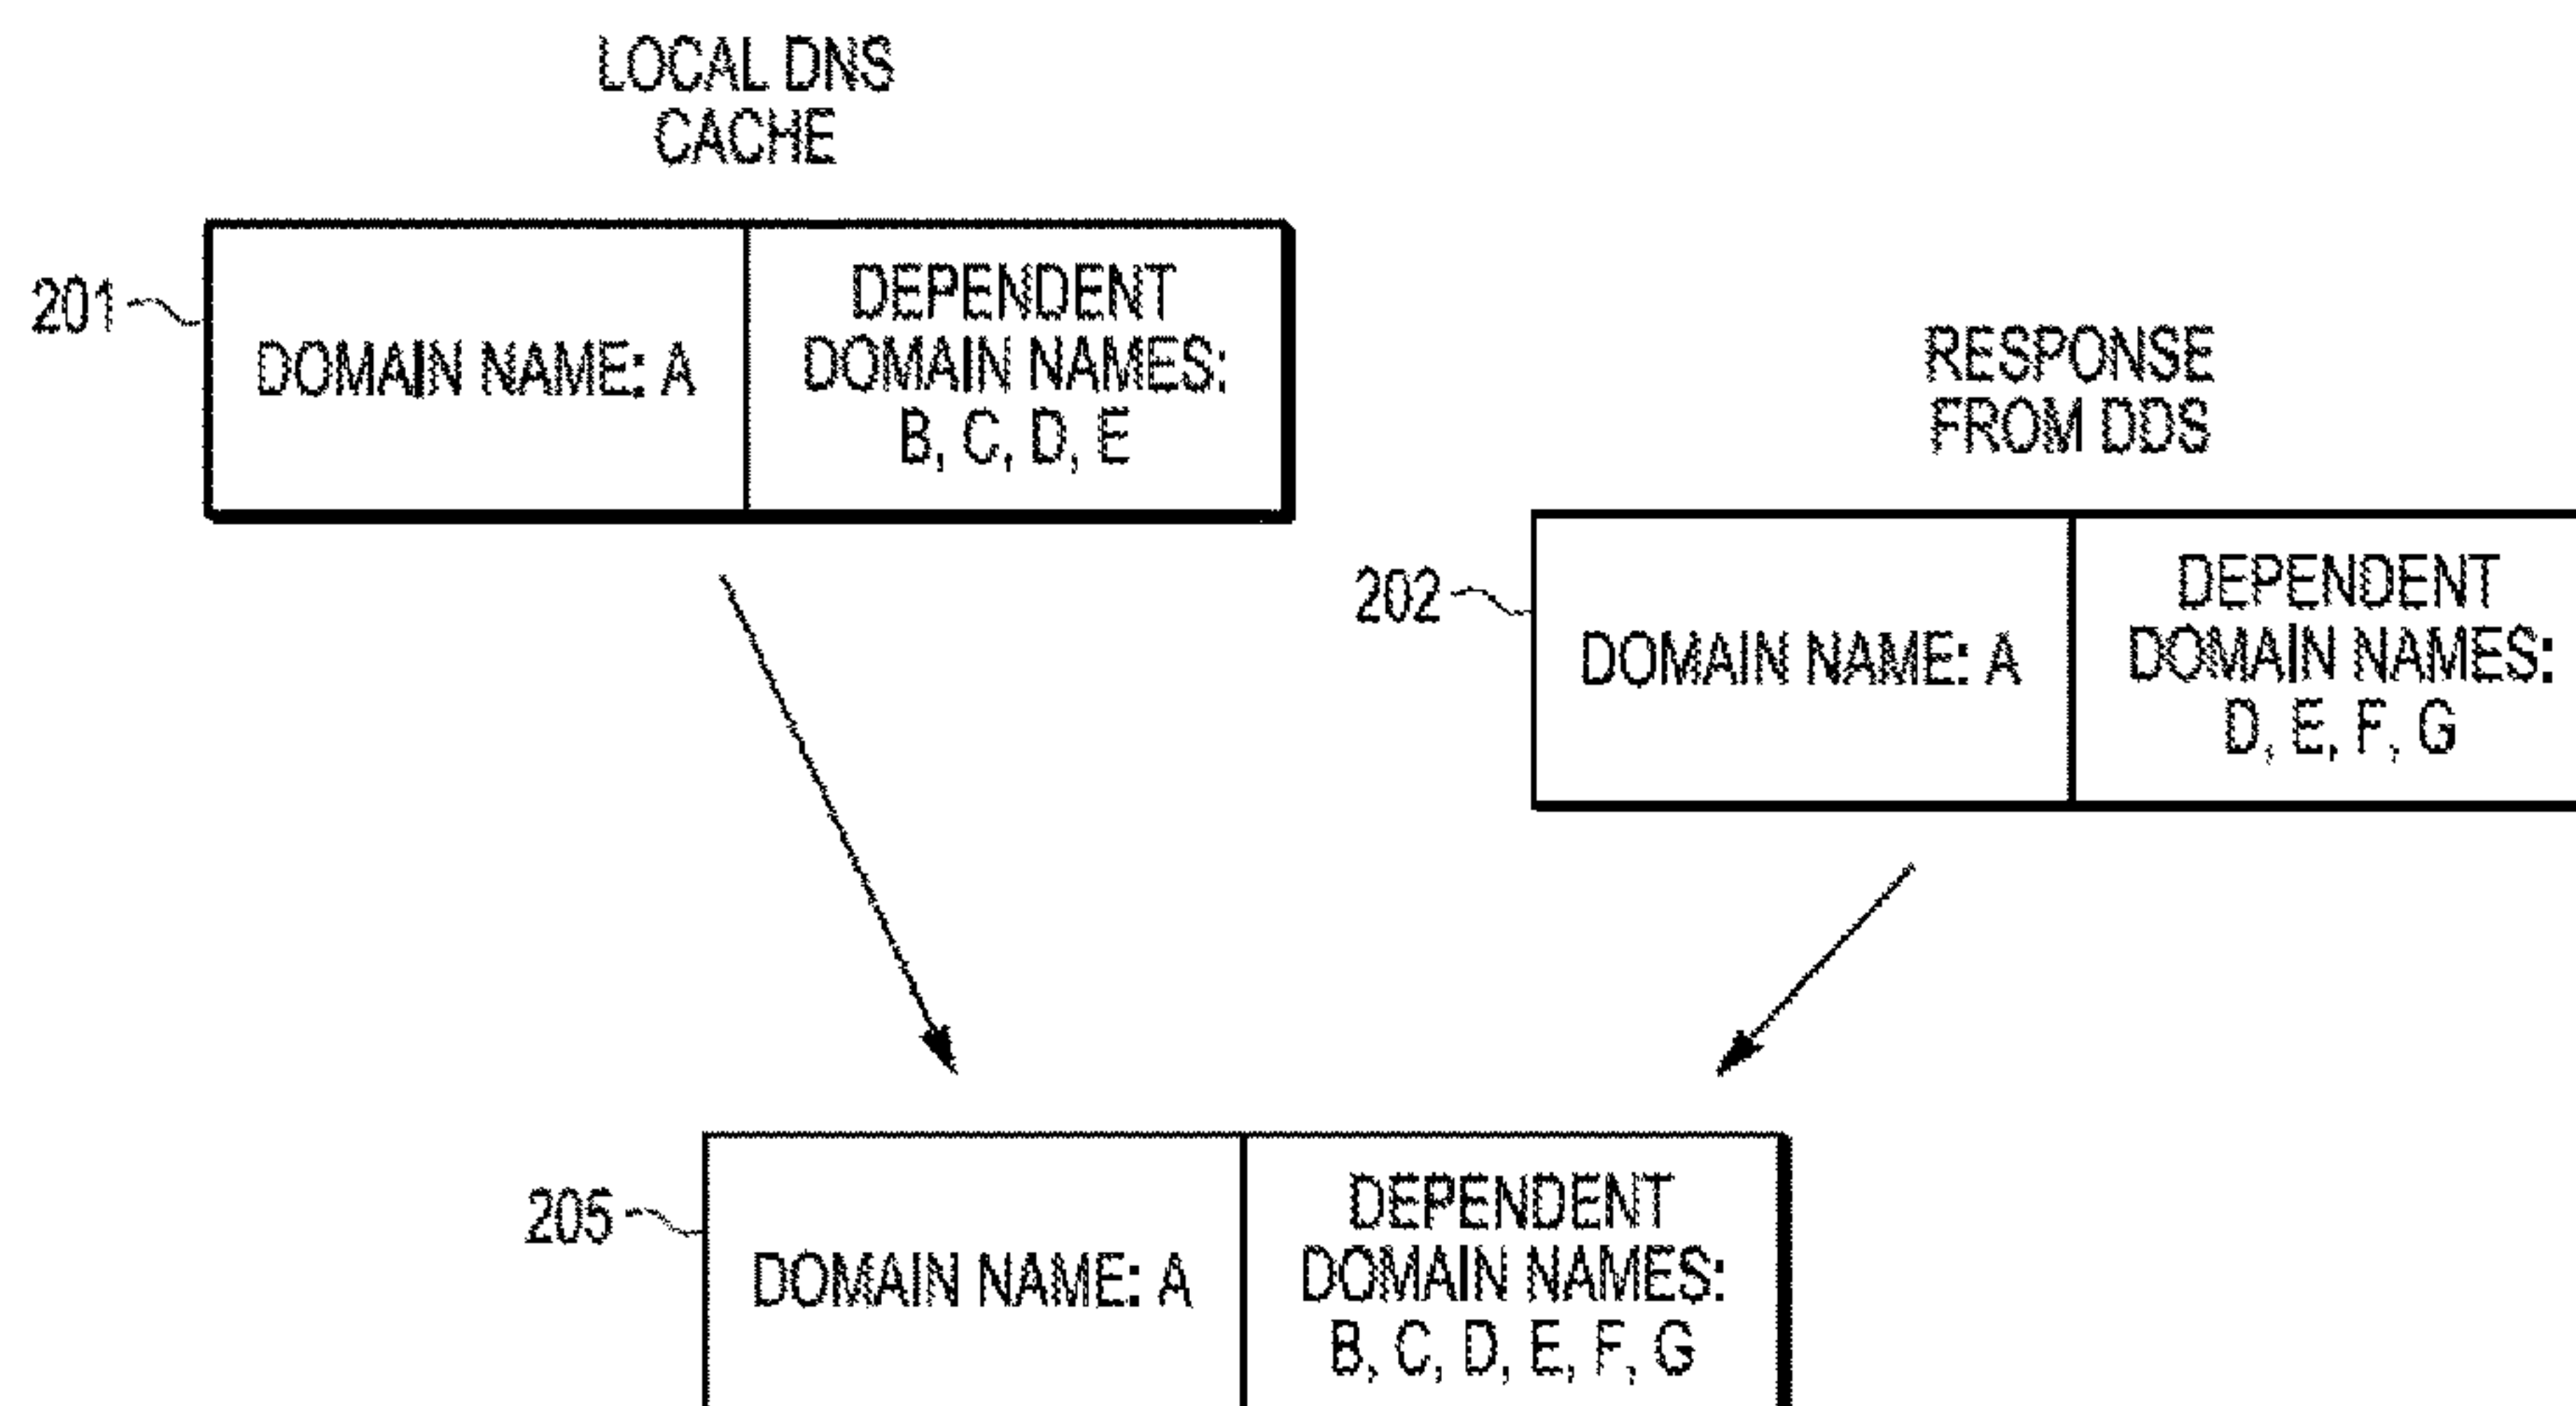 LOCAL DNS
CACHE
201
DOMAIN NAME: A
DEPENDENT
DOMAIN NAMES:
B, C, D, E
RESPONSE
FROM DDS
202
DOMAIN NAME: A
DEPENDENT
DOMAIN NAMES:
D, E, F, G
205
DOMAIN NAME: A
DEPENDENT
DOMAIN NAMES:
B, C, D, E, F, G